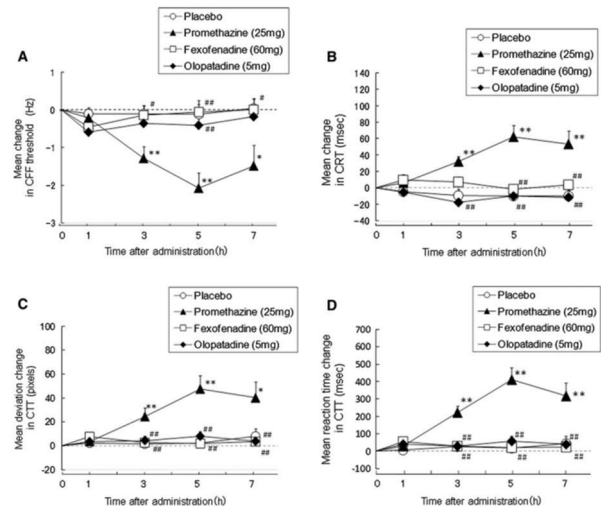 A
Placebo
Promethazine (25mg)
Fexofenadine (60mg)
Olopatadine (5mg)
Mean change
in CFF threshold (Hz)
1
0
−1
−2
−3
#
##
#
##
**
**
*
0 1 3 5 7
Time after administration(h)
B
Placebo
Promethazine (25mg)
Fexofenadine (60mg)
Olopatadine (5mg)
Mean change
in CRT (msec)
100
80
60
40
20
0
−20
−40
**
**
**
##
##
##
##
##
0 1 3 5 7
Time after administration(h)
C
Placebo
Promethazine (25mg)
Fexofenadine (60mg)
Olopatadine (5mg)
Mean deviation change
in CTT (pixels)
100
80
60
40
20
0
−20
**
**
*
##
##
##
##
##
##
0 1 3 5 7
Time after administration(h)
D
Placebo
Promethazine (25mg)
Fexofenadine (60mg)
Olopatadine (5mg)
Mean reaction time change
in CTT (msec)
700
600
500
400
300
200
100
0
−100
**
**
**
##
##
##
##
##
##
0 1 3 5 7
Time after administration(h)